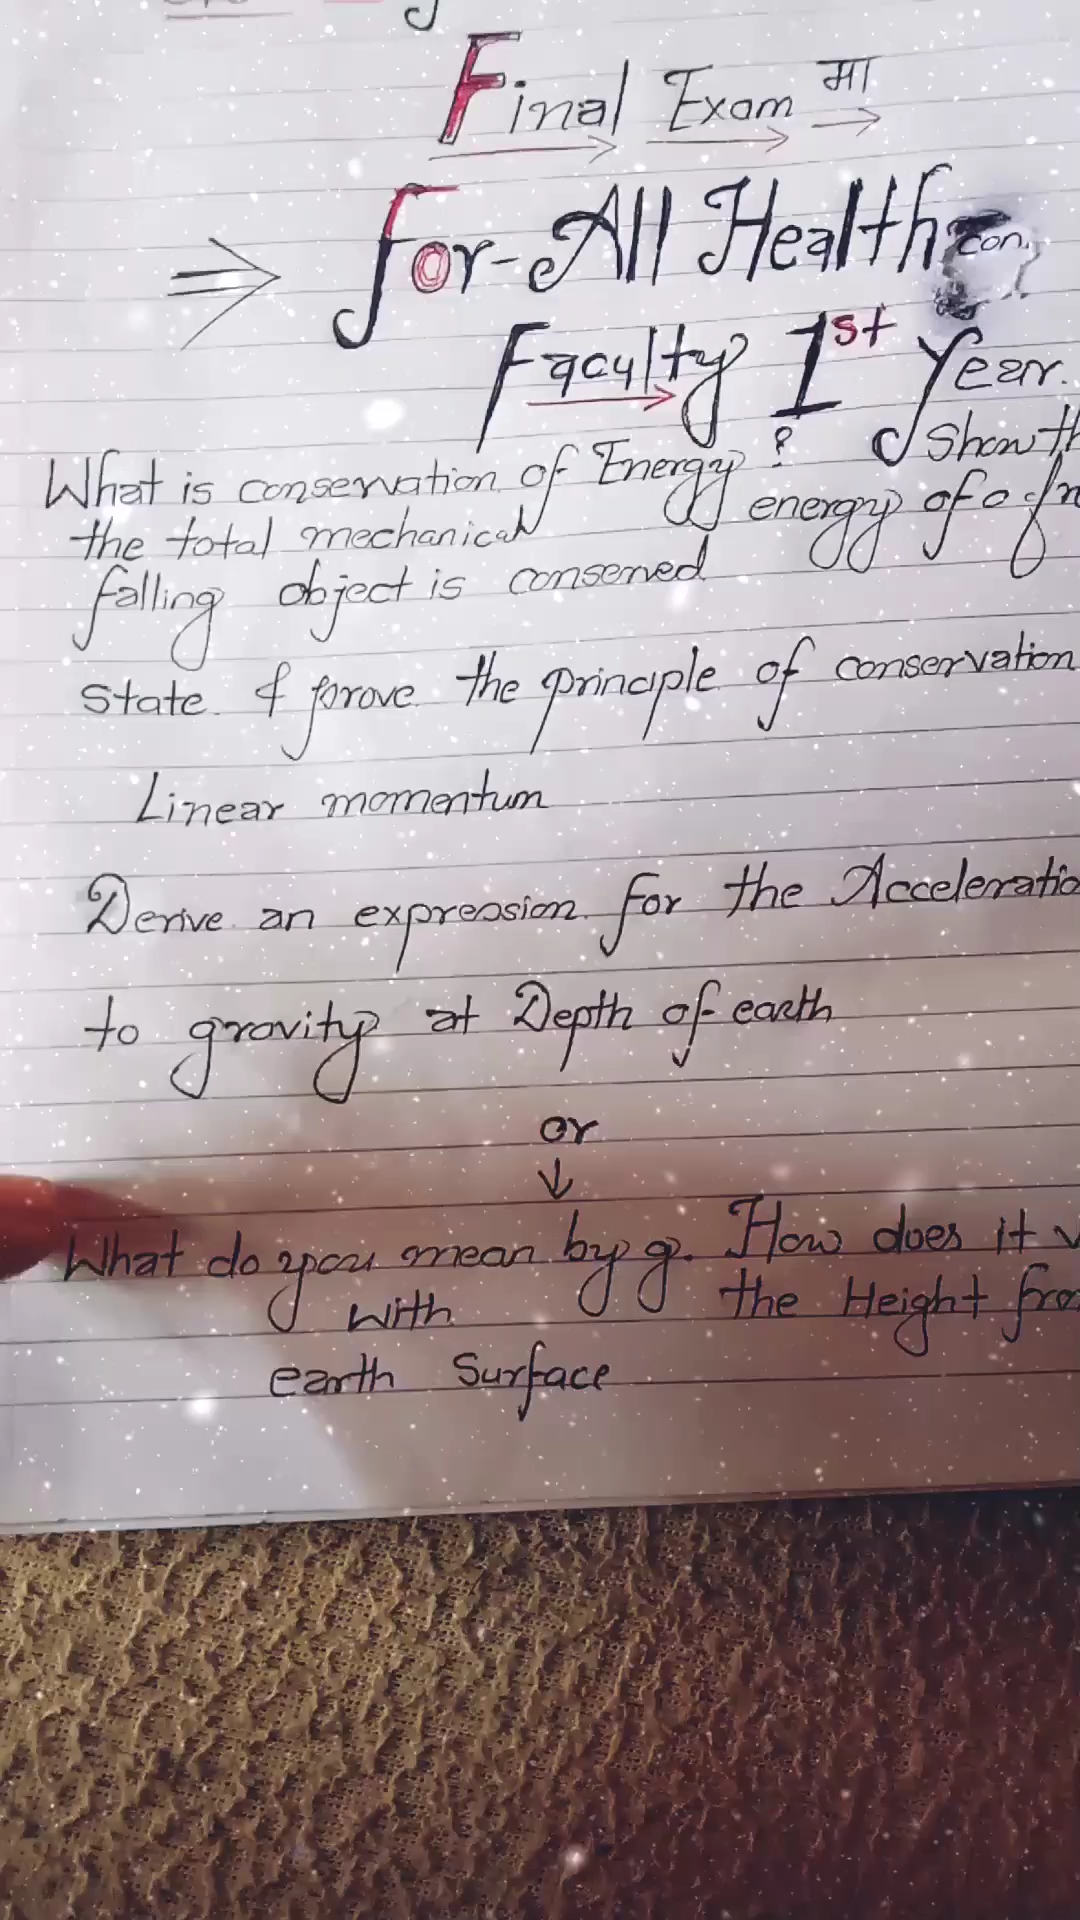 Final Exam मा
⇒ For-All Health
Faculty 1st Year.
What is conservation of Energy? Show
the total mechanical energy of a
falling object is conserved
State & prove the principle of conservation
Linear momentum
Derive an expression for the
to gravity at Depth of earth
or
↓
What do you mean by g. How does it
with the Height
earth Surface